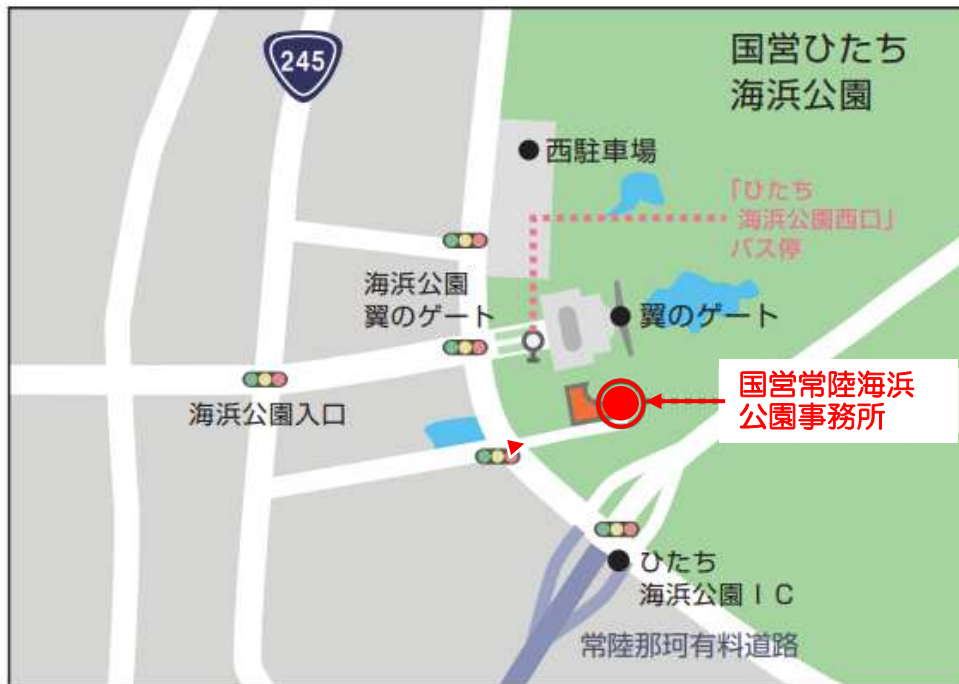 245
国営ひたち
海浜公園
西駐車場
「ひたち
海浜公園西口」
バス停
海浜公園
翼のゲート
翼のゲート
国営常陸海浜
公園事務所
海浜公園入口
ひたち
海浜公園ＩＣ
常陸那珂有料道路